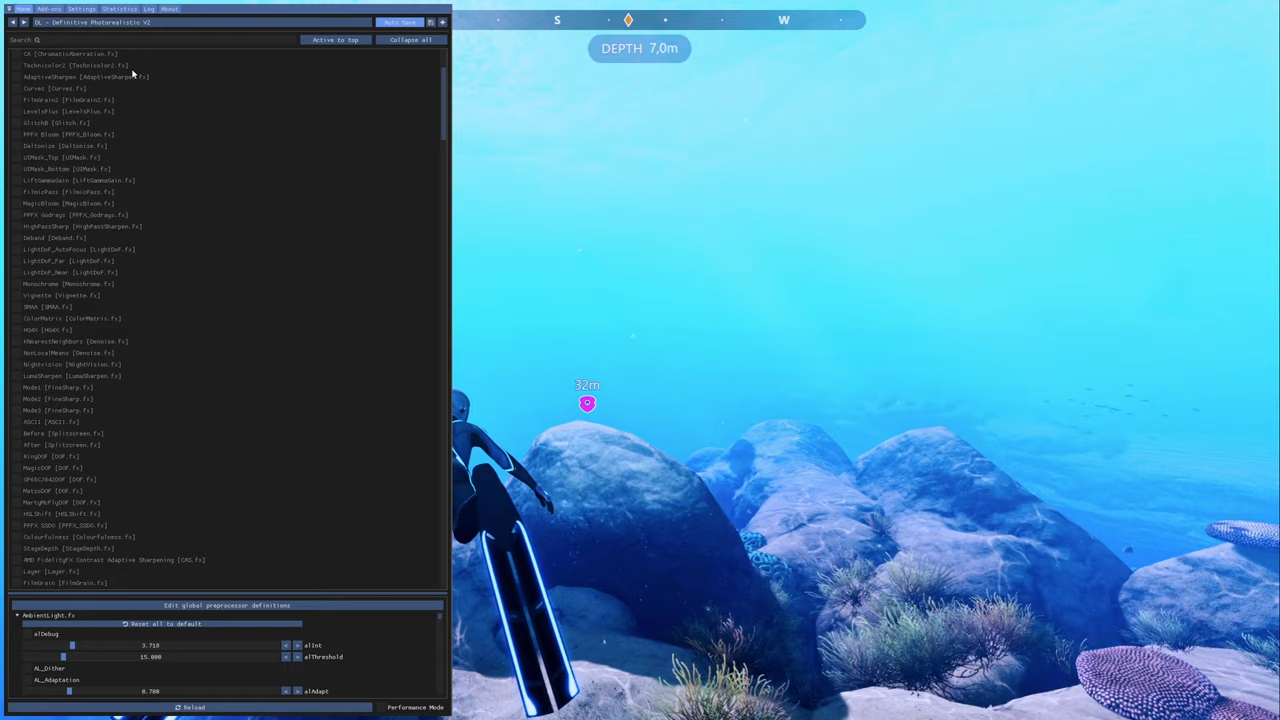 Home Add-ons Settings Statistics Log About
DL - Definitive Photorealistic V2
Auto Save
Search
Active to top
Collapse all
CA [ChromaticAberration.fx]
Technicolor2 [Technicolor2.fx]
AdaptiveSharpen [AdaptiveSharpen.fx]
Curves [Curves.fx]
FilmGrain2 [FilmGrain2.fx]
LevelsPlus [LevelsPlus.fx]
GlitchB [Glitch.fx]
PPFX Bloom [PPFX_Bloom.fx]
Daltonize [Daltonize.fx]
UIMask_Top [UIMask.fx]
UIMask_Bottom [UIMask.fx]
LiftGammaGain [LiftGammaGain.fx]
FilmicPass [FilmicPass.fx]
MagicBloom [MagicBloom.fx]
PPFX Godrays [PPFX_Godrays.fx]
HighPassSharp [HighPassSharpen.fx]
Deband [Deband.fx]
LightDoF_AutoFocus [LightDoF.fx]
LightDoF_Far [LightDoF.fx]
LightDoF_Near [LightDoF.fx]
Monochrome [Monochrome.fx]
Vignette [Vignette.fx]
SMAA [SMAA.fx]
ColorMatrix [ColorMatrix.fx]
HQ4X [HQ4X.fx]
KNearestNeighbors [Denoise.fx]
NonLocalMeans [Denoise.fx]
Nightvision [NightVision.fx]
LumaSharpen [LumaSharpen.fx]
Mode1 [FineSharp.fx]
Mode2 [FineSharp.fx]
Mode3 [FineSharp.fx]
ASCII [ASCII.fx]
Before [Splitscreen.fx]
After [Splitscreen.fx]
RingDOF [DOF.fx]
MagicDOF [DOF.fx]
GP65CJ042DOF [DOF.fx]
MatsoDOF [DOF.fx]
MartyMcFlyDOF [DOF.fx]
HSLShift [HSLShift.fx]
PPFX SSDO [PPFX_SSDO.fx]
Colourfulness [Colourfulness.fx]
StageDepth [StageDepth.fx]
AMD FidelityFX Contrast Adaptive Sharpening [CAS.fx]
Layer [Layer.fx]
FilmGrain [FilmGrain.fx]
Edit global preprocessor definitions
AmbientLight.fx
Reset all to default
alDebug
3.718 < > alInt
15.000 < > alThreshold
AL_Dither
AL_Adaptation
0.700 < > alAdapt
Reload
Performance Mode
S
W
DEPTH 7,0m
32m